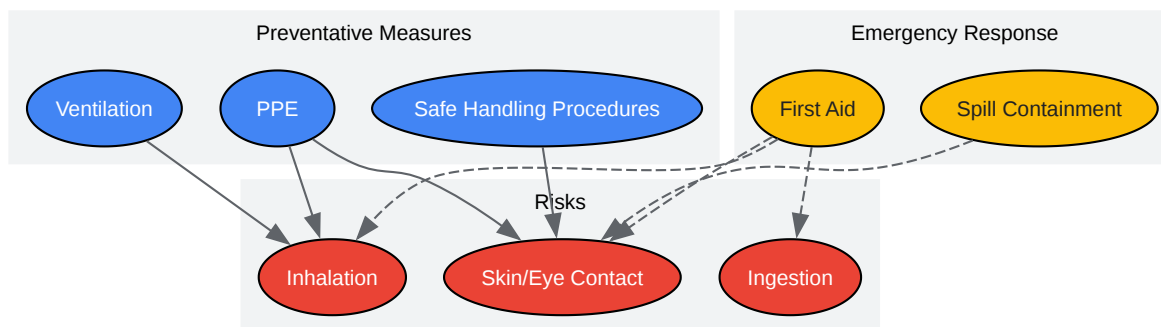 Preventative Measures
Emergency Response
Ventilation
PPE
Safe Handling Procedures
First Aid
Spill Containment
Risks
Inhalation
Skin/Eye Contact
Ingestion